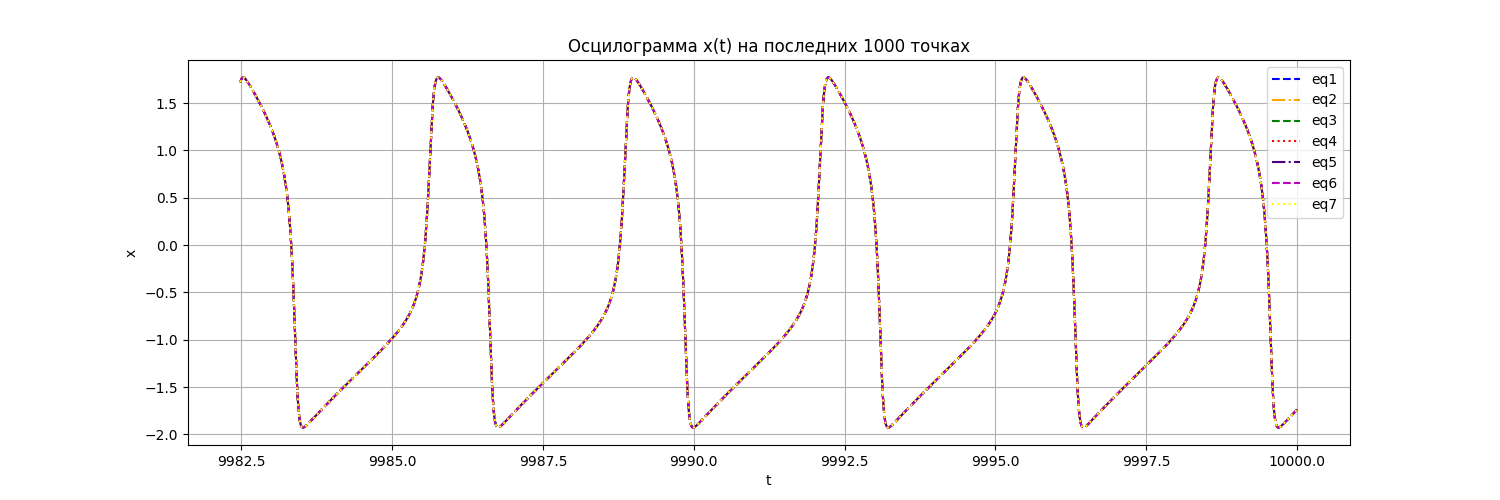 Осцилограмма x(t) на последних 1000 точках
x
1.5
1.0
0.5
0.0
−0.5
−1.0
−1.5
−2.0
eq1
eq2
eq3
eq4
eq5
eq6
eq7
9982.5
9985.0
9987.5
9990.0
9992.5
9995.0
9997.5
10000.0
t